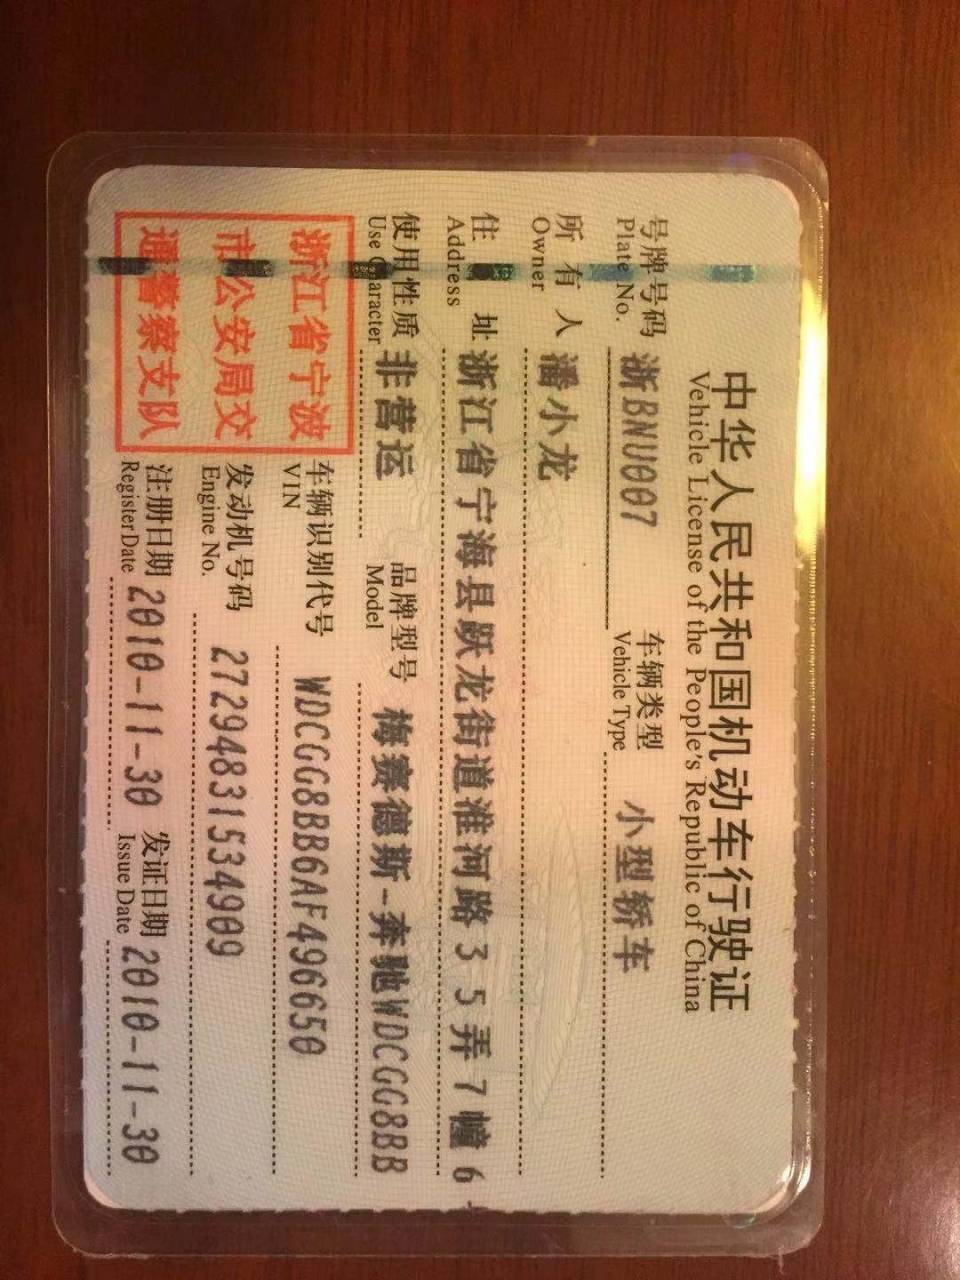 中华人民共和国机动车行驶证
Vehicle License of the People's Republic of China
号牌号码 浙BNU007 车辆类型 小型轿车
Plate No. Vehicle Type
所有人 潘小龙
Owner
住址 浙江省宁海县跃龙街道淮河路35弄7幢6
Address
使用性质 非营运 品牌型号 梅赛德斯-奔驰WDCGG8BB
Use Character Model
浙江省宁波
市公安局交
通警察支队
车辆识别代号 WDCGG8BB6AF496650
VIN
发动机号码 27294831534909
Engine No.
注册日期 2010-11-30 发证日期 2010-11-30
Register Date Issue Date